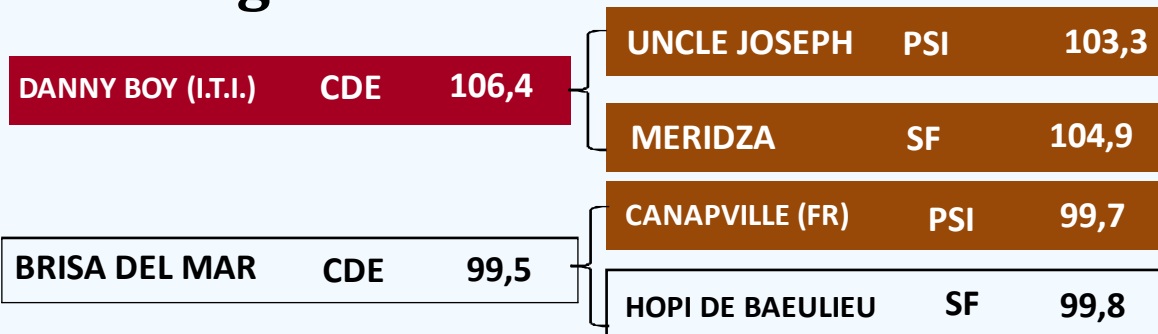 UNCLE JOSEPH PSI 103,3
DANNY BOY (I.T.I.) CDE 106,4
MERIDZA SF 104,9
CANAPVILLE (FR) PSI 99,7
BRISA DEL MAR CDE 99,5
HOPI DE BAEULIEU SF 99,8